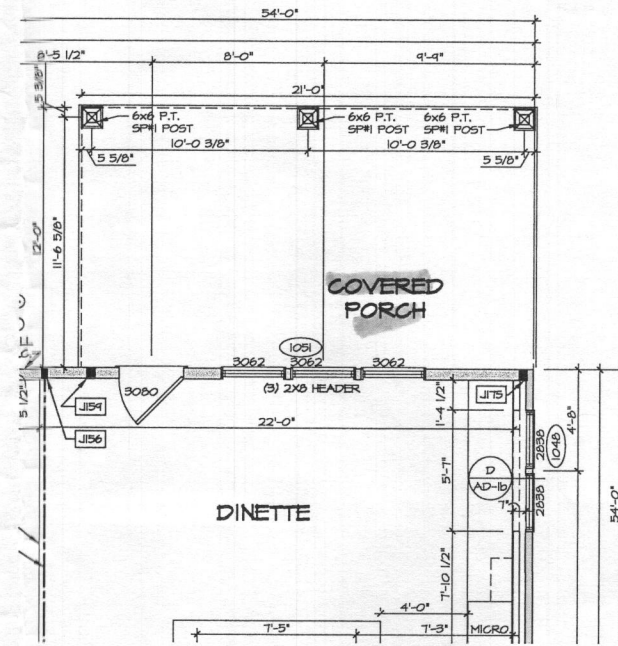 54'-0"
8'-0"
9'-9"
21'-0"
6x6 P.T.
SP#1 POST
6x6 P.T.
SP#1 POST
6x6 P.T.
SP#1 POST
10'-0 3/8"
10'-0 3/8"
5 5/8"
5 5/8"
12'-0"
11'-6 5/8"
COVERED
PORCH
1051
3062
3062
3062
(3) 2X8 HEADER
3080
J159
J156
J175
5 1/2"
22'-0"
1'-4 1/2"
2838
1048
4'-8"
5'-7"
D
AD-1b
7"
2838
54'-0"
DINETTE
7'-10 1/2"
4'-0"
7'-5"
7'-3"
MICRO